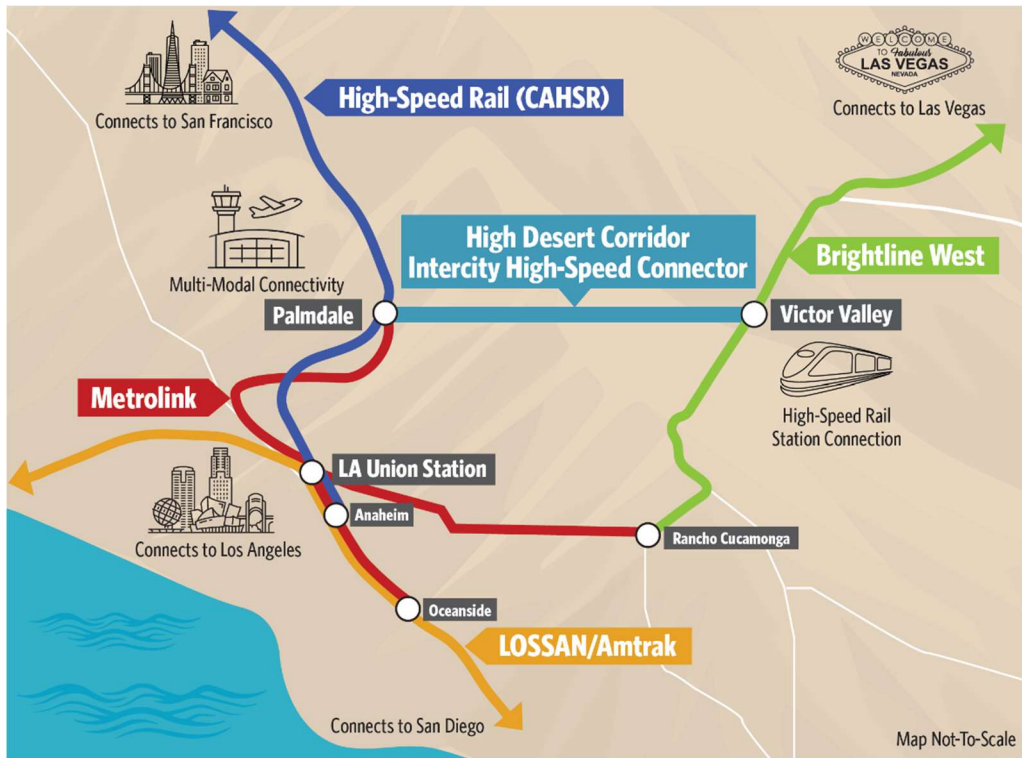 WELCOME
TO Fabulous
LAS VEGAS
NEVADA
Connects to Las Vegas
High-Speed Rail (CAHSR)
Connects to San Francisco
High Desert Corridor
Intercity High-Speed Connector
Brightline West
Multi-Modal Connectivity
Palmdale
Victor Valley
Metrolink
High-Speed Rail
Station Connection
LA Union Station
Anaheim
Connects to Los Angeles
Rancho Cucamonga
Oceanside
LOSSAN/Amtrak
Connects to San Diego
Map Not-To-Scale